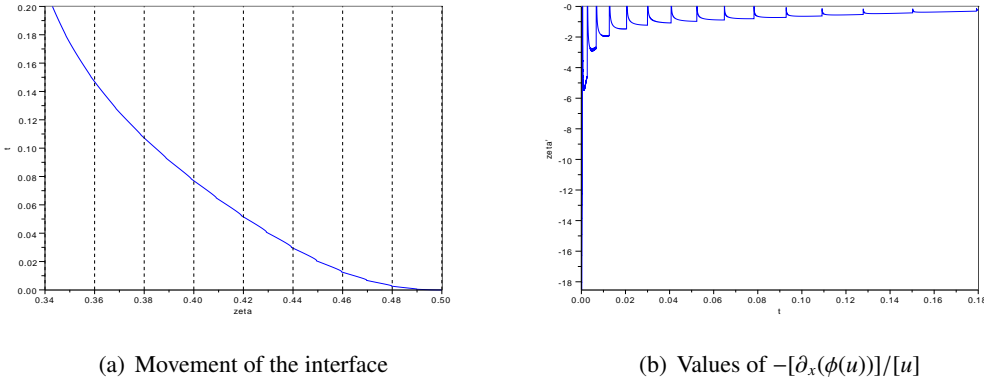 0.20
0.18
0.16
0.14
0.12
0.10
0.08
0.06
0.04
0.02
0.00
t
0.34 0.36 0.38 0.40 0.42 0.44 0.46 0.48 0.50
zeta
-0
-2
-4
-6
-8
-10
-12
-14
-16
-18
zeta'
0.00 0.02 0.04 0.06 0.08 0.10 0.12 0.14 0.16 0.18
t
(a) Movement of the interface
(b) Values of −[∂ₓ(ϕ(u))]/[u]